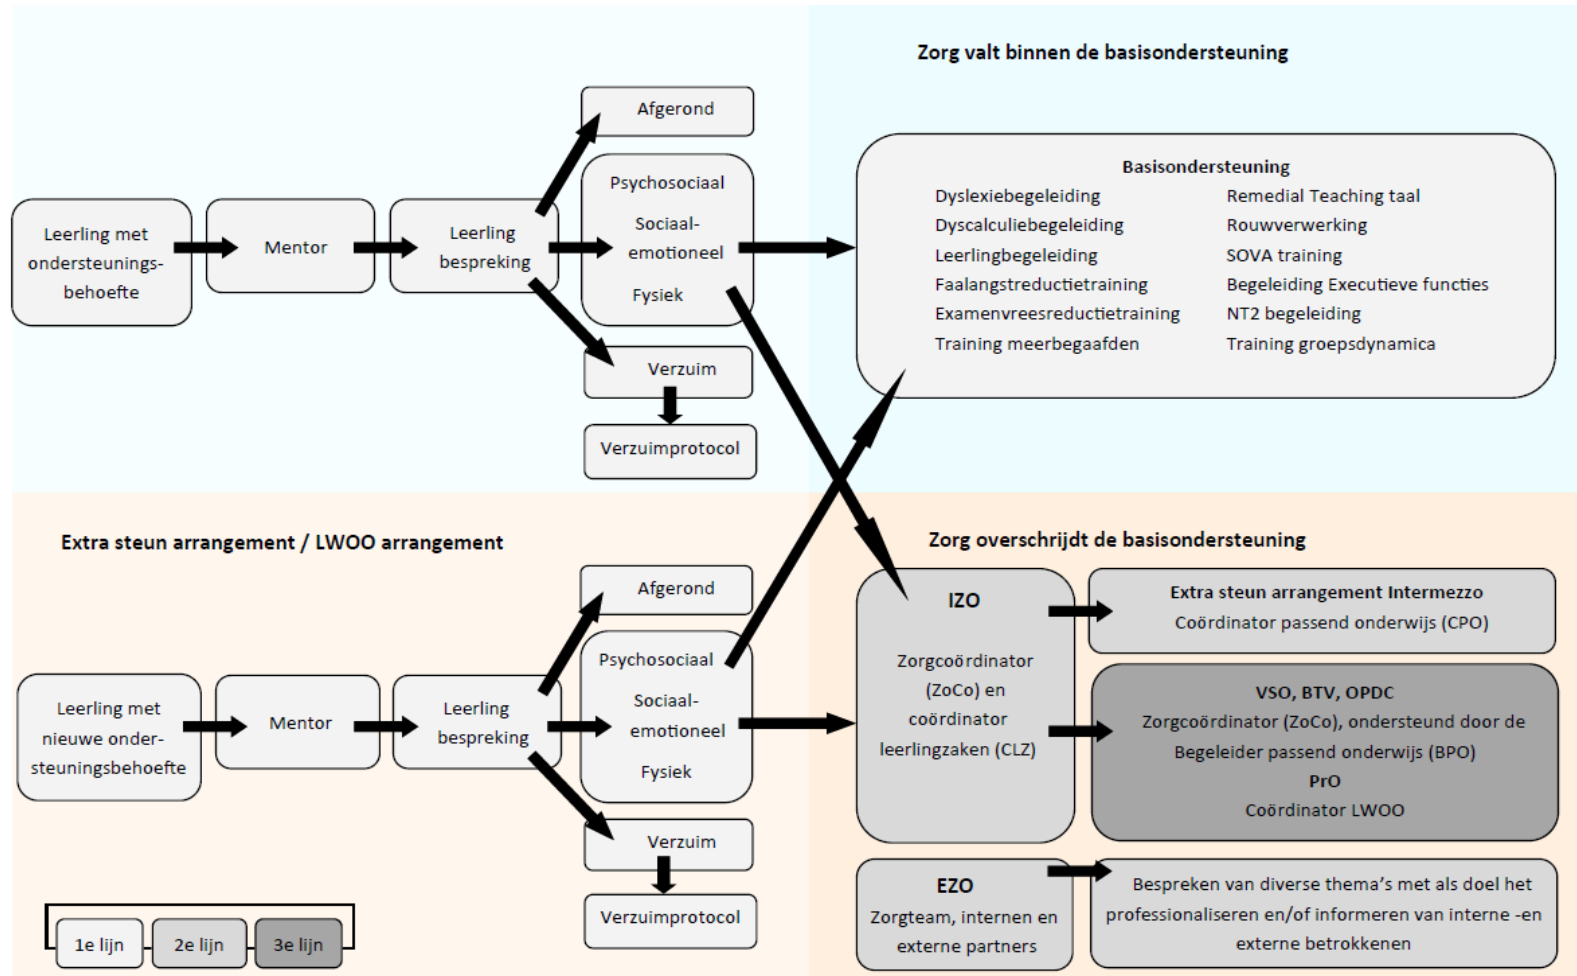 Zorg valt binnen de basisondersteuning
Afgerond
Psychosociaal
Sociaal-
emotioneel
Fysiek
Leerling met
ondersteunings-
behoefte
Mentor
Leerling
bespreking
Verzuim
Verzuimprotocol
Basisondersteuning
Dyslexiebegeleiding
Dyscalculiebegeleiding
Leerlingbegeleiding
Faalangstreductietraining
Examenvreesreductietraining
Training meerbegaafden
Remedial Teaching taal
Rouwverwerking
SOVA training
Begeleiding Executieve functies
NT2 begeleiding
Training groepsdynamica
Extra steun arrangement / LWOO arrangement
Afgerond
Psychosociaal
Sociaal-
emotioneel
Fysiek
Leerling met
nieuwe onder-
steuningsbehoefte
Mentor
Leerling
bespreking
Verzuim
Verzuimprotocol
1e lijn
2e lijn
3e lijn
Zorg overschrijdt de basisondersteuning
IZO
Zorgcoördinator
(ZoCo) en
coördinator
leerlingzaken (CLZ)
Extra steun arrangement Intermezzo
Coördinator passend onderwijs (CPO)
VSO, BTV, OPDC
Zorgcoördinator (ZoCo), ondersteund door de
Begeleider passend onderwijs (BPO)
PrO
Coördinator LWOO
EZO
Zorgteam, internen en
externe partners
Bespreken van diverse thema's met als doel het
professionaliseren en/of informeren van interne -en
externe betrokkenen